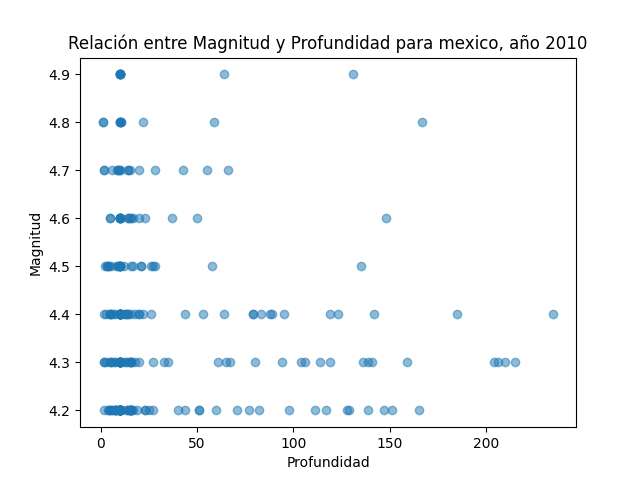 Relación entre Magnitud y Profundidad para mexico, año 2010
4.9
4.8
4.7
4.6
4.5
4.4
4.3
4.2
Magnitud
0 50 100 150 200
Profundidad